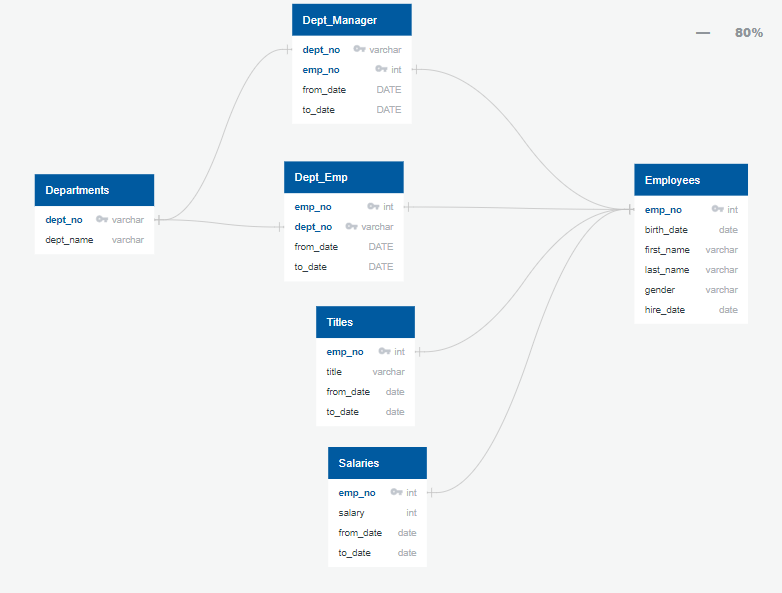 Dept_Manager
dept_no varchar
emp_no int
from_date DATE
to_date DATE
80%
Departments
dept_no varchar
dept_name varchar
Dept_Emp
emp_no int
dept_no varchar
from_date DATE
to_date DATE
Employees
emp_no int
birth_date date
first_name varchar
last_name varchar
gender varchar
hire_date date
Titles
emp_no int
title varchar
from_date date
to_date date
Salaries
emp_no int
salary int
from_date date
to_date date